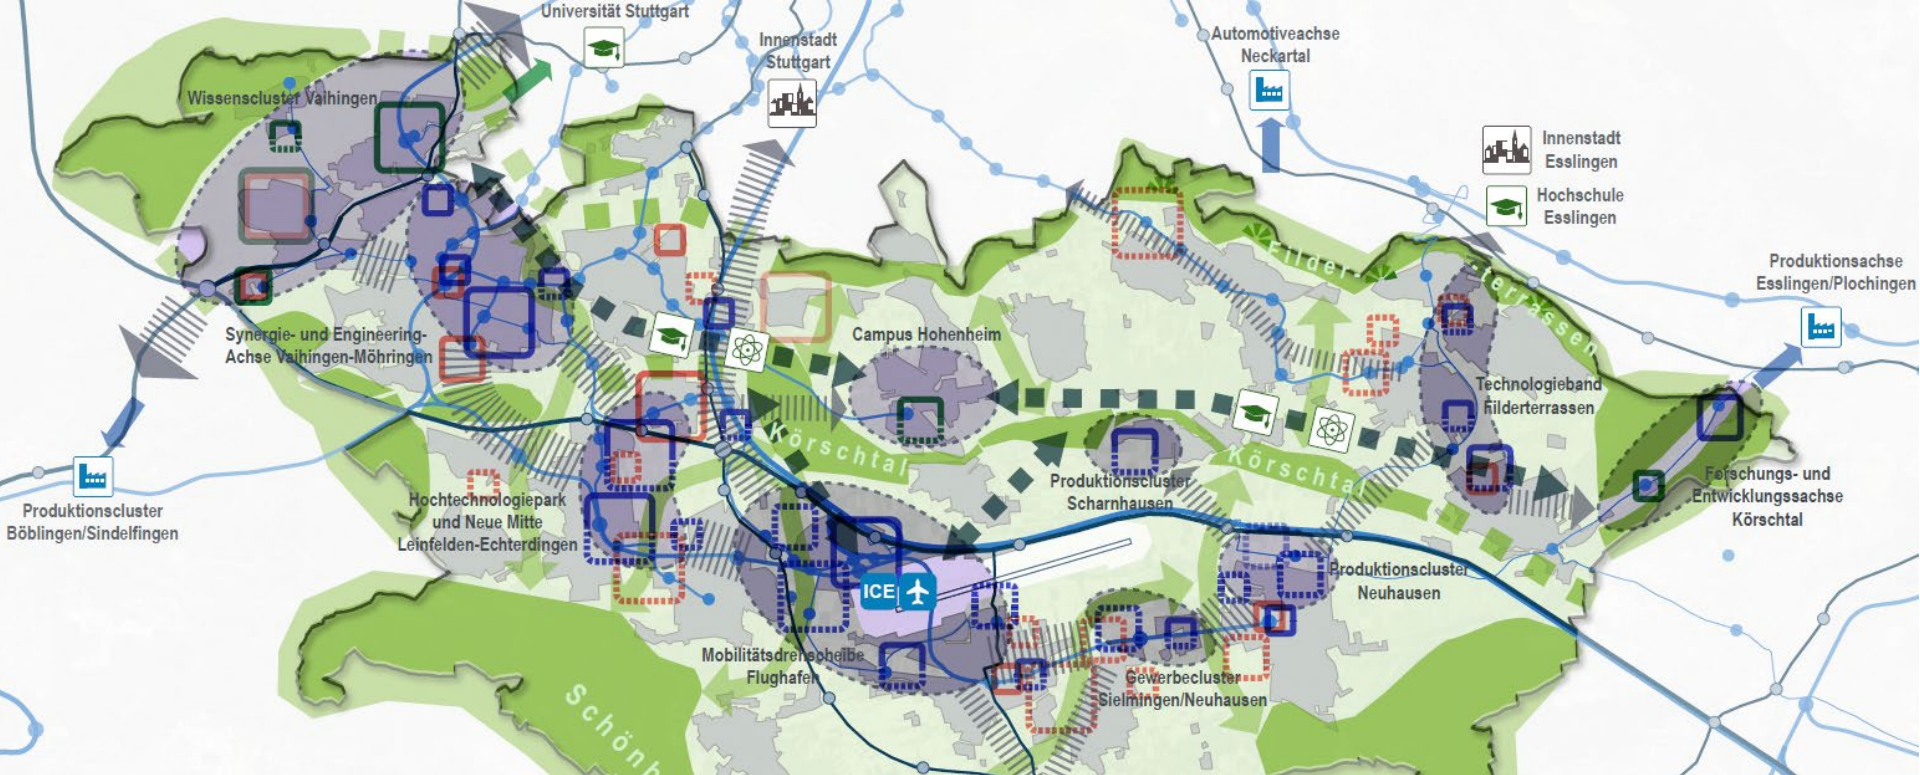 Universität Stuttgart
Innenstadt
Stuttgart
Automotiveachse
Neckartal
Wissenscluster Vaihingen
Innenstadt
Esslingen
Hochschule
Esslingen
Filder-
-terrassen
Produktionsachse
Esslingen/Plochingen
Synergie- und Engineering-
Achse Vaihingen-Möhringen
Campus Hohenheim
Technologieband
Filderterrassen
Körschtal
Körschtal
Produktionscluster
Scharnhausen
Forschungs- und
Entwicklungssachse
Körschtal
Produktionscluster
Böblingen/Sindelfingen
Hochtechnologiepark
und Neue Mitte
Leinfelden-Echterdingen
ICE
Produktionscluster
Neuhausen
Mobilitätsdrehscheibe
Flughafen
Gewerbecluster
Sielmingen/Neuhausen
Schönb